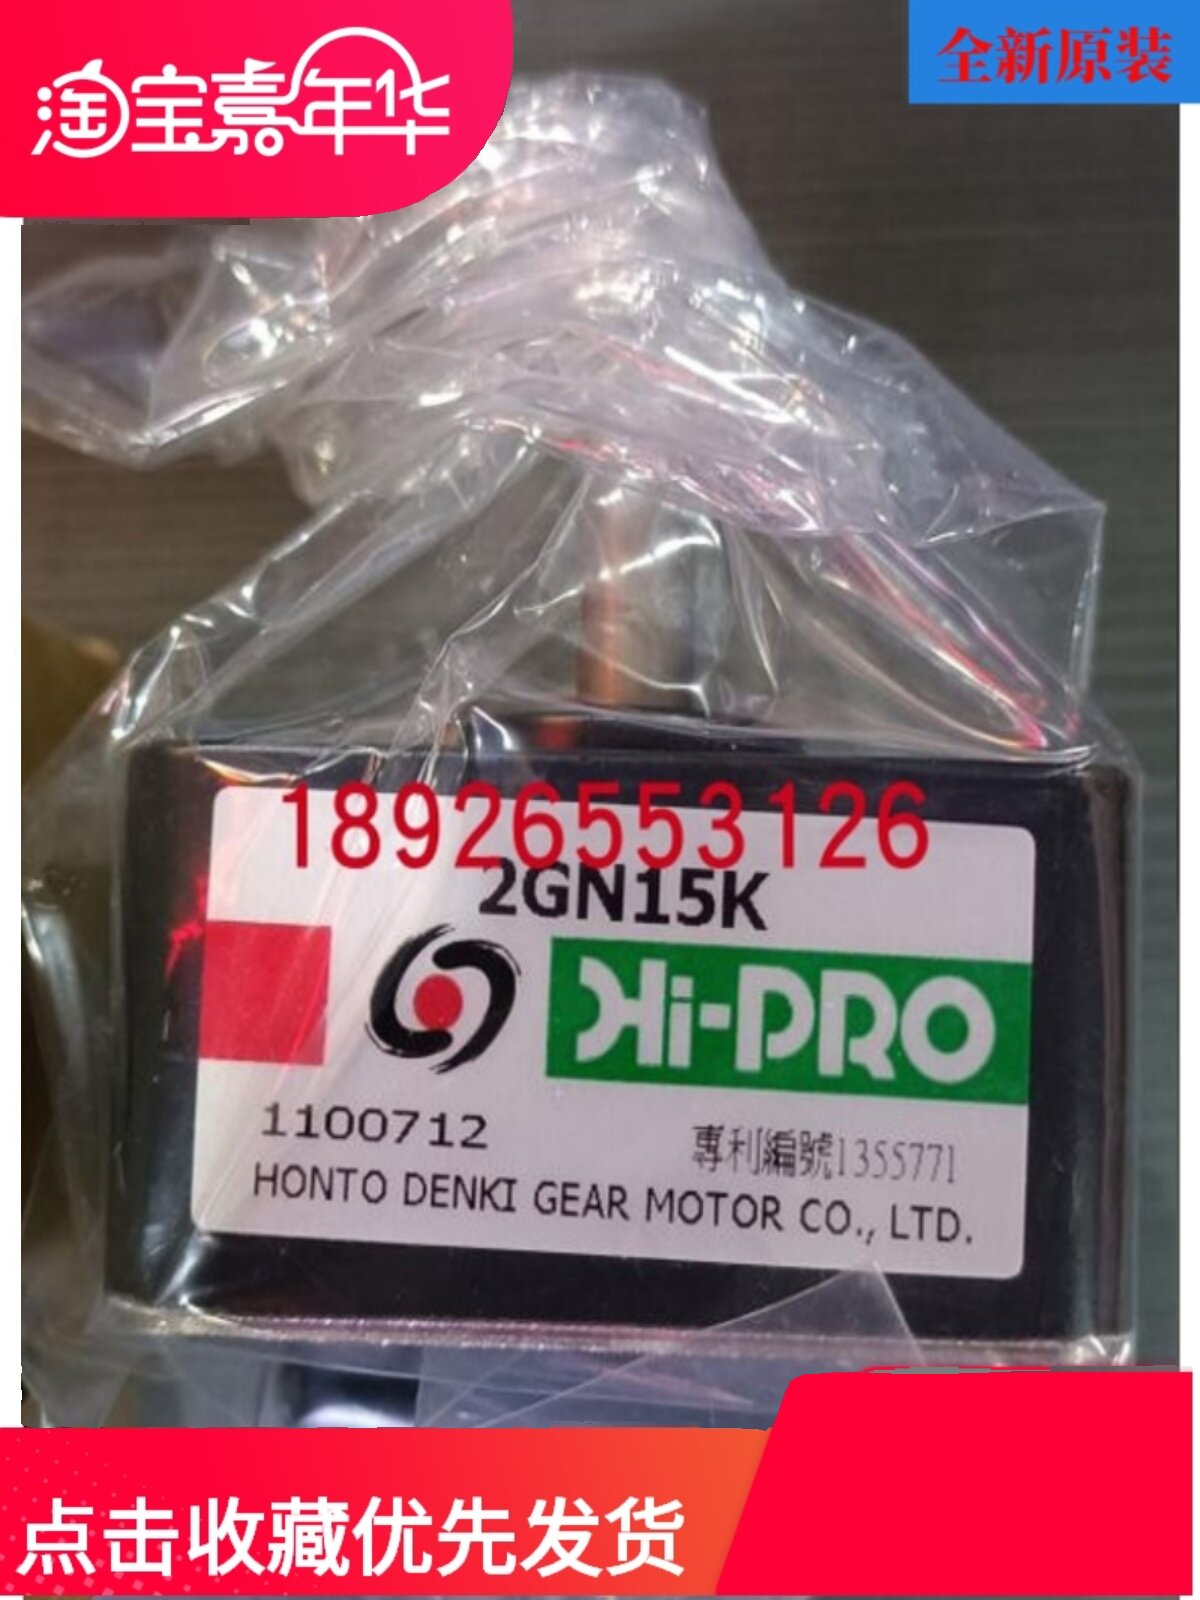 淘宝嘉年华
全新原装
18926553126
2GN15K
Hi-PRO
1100712
專利編號1355771
HONTO DENKI GEAR MOTOR CO., LTD.
点击收藏优先发货